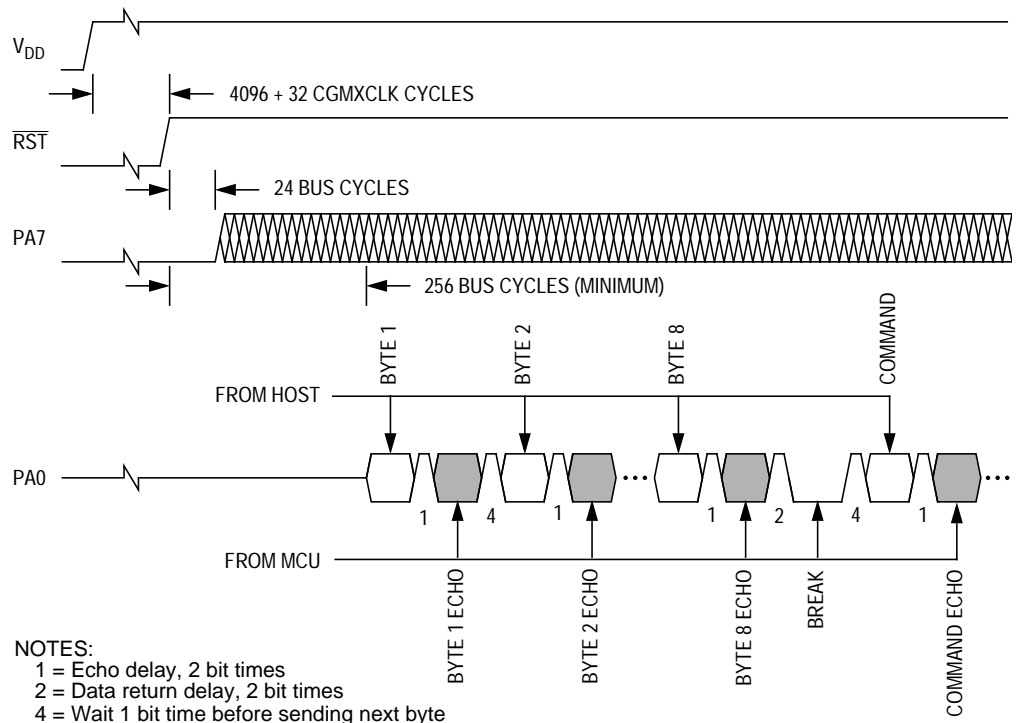 V_DD
4096 + 32 CGMXCLK CYCLES
RST
24 BUS CYCLES
PA7
256 BUS CYCLES (MINIMUM)
BYTE 1
BYTE 2
BYTE 8
COMMAND
FROM HOST
PA0
1
4
1
1
2
4
1
FROM MCU
BYTE 1 ECHO
BYTE 2 ECHO
BYTE 8 ECHO
BREAK
COMMAND ECHO
NOTES:
1 = Echo delay, 2 bit times
2 = Data return delay, 2 bit times
4 = Wait 1 bit time before sending next byte